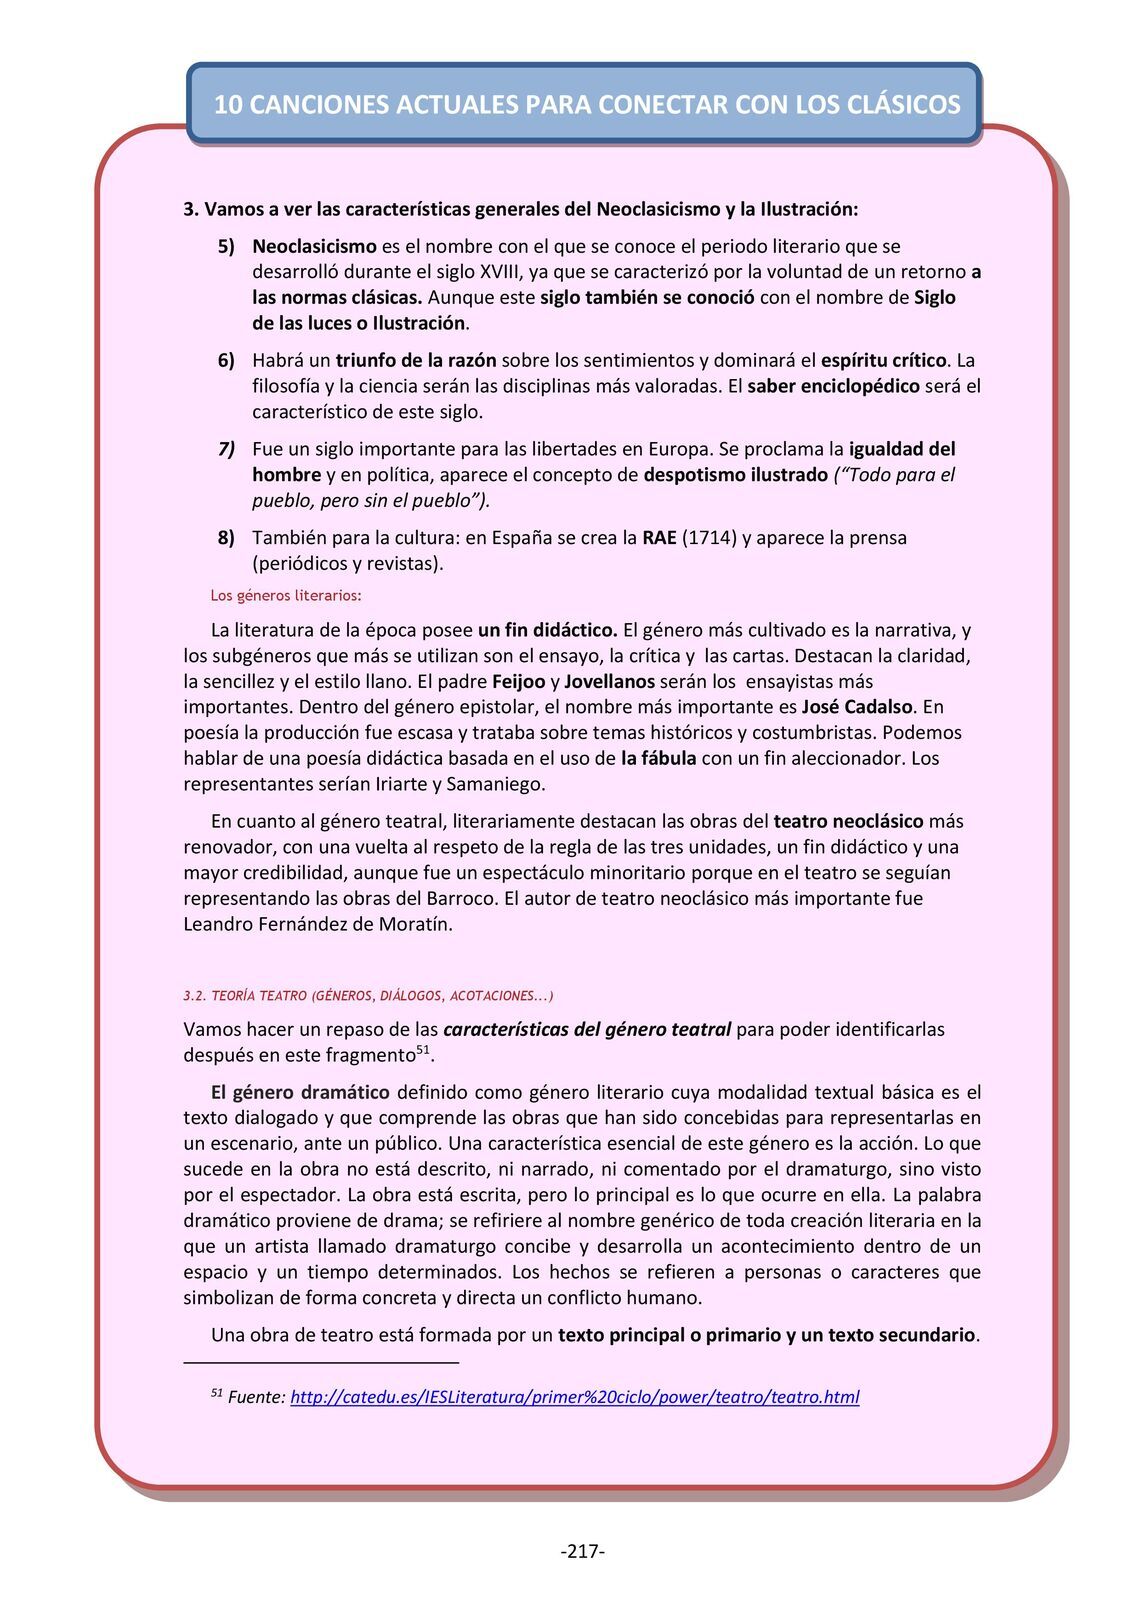 10 CANCIONES ACTUALES PARA CONECTAR CON LOS CLÁSICOS
3. Vamos a ver las características generales del Neoclasicismo y la Ilustración:
5) Neoclasicismo es el nombre con el que se conoce el periodo literario que se
desarrolló durante el siglo XVIII, ya que se caracterizó por la voluntad de un retorno a
las normas clásicas. Aunque este siglo también se conoció con el nombre de Siglo
de las luces o Ilustración.
6) Habrá un triunfo de la razón sobre los sentimientos y dominará el espíritu crítico. La
filosofía y la ciencia serán las disciplinas más valoradas. El saber enciclopédico será el
característico de este siglo.
7) Fue un siglo importante para las libertades en Europa. Se proclama la igualdad del
hombre y en política, aparece el concepto de despotismo ilustrado (“Todo para el
pueblo, pero sin el pueblo”).
8) También para la cultura: en España se crea la RAE (1714) y aparece la prensa
(periódicos y revistas).
Los géneros literarios:
La literatura de la época posee un fin didáctico. El género más cultivado es la narrativa, y
los subgéneros que más se utilizan son el ensayo, la crítica y las cartas. Destacan la claridad,
la sencillez y el estilo llano. El padre Feijoo y Jovellanos serán los ensayistas más
importantes. Dentro del género epistolar, el nombre más importante es José Cadalso. En
poesía la producción fue escasa y trataba sobre temas históricos y costumbristas. Podemos
hablar de una poesía didáctica basada en el uso de la fábula con un fin aleccionador. Los
representantes serían Iriarte y Samaniego.
En cuanto al género teatral, literariamente destacan las obras del teatro neoclásico más
renovador, con una vuelta al respeto de la regla de las tres unidades, un fin didáctico y una
mayor credibilidad, aunque fue un espectáculo minoritario porque en el teatro se seguían
representando las obras del Barroco. El autor de teatro neoclásico más importante fue
Leandro Fernández de Moratín.
3.2. TEORÍA TEATRO (GÉNEROS, DIÁLOGOS, ACOTACIONES...)
Vamos hacer un repaso de las características del género teatral para poder identificarlas
después en este fragmento51.
El género dramático definido como género literario cuya modalidad textual básica es el
texto dialogado y que comprende las obras que han sido concebidas para representarlas en
un escenario, ante un público. Una característica esencial de este género es la acción. Lo que
sucede en la obra no está descrito, ni narrado, ni comentado por el dramaturgo, sino visto
por el espectador. La obra está escrita, pero lo principal es lo que ocurre en ella. La palabra
dramático proviene de drama; se refiriere al nombre genérico de toda creación literaria en la
que un artista llamado dramaturgo concibe y desarrolla un acontecimiento dentro de un
espacio y un tiempo determinados. Los hechos se refieren a personas o caracteres que
simbolizan de forma concreta y directa un conflicto humano.
Una obra de teatro está formada por un texto principal o primario y un texto secundario.
51 Fuente: http://catedu.es/IESLiteratura/primer%20ciclo/power/teatro/teatro.html
-217-